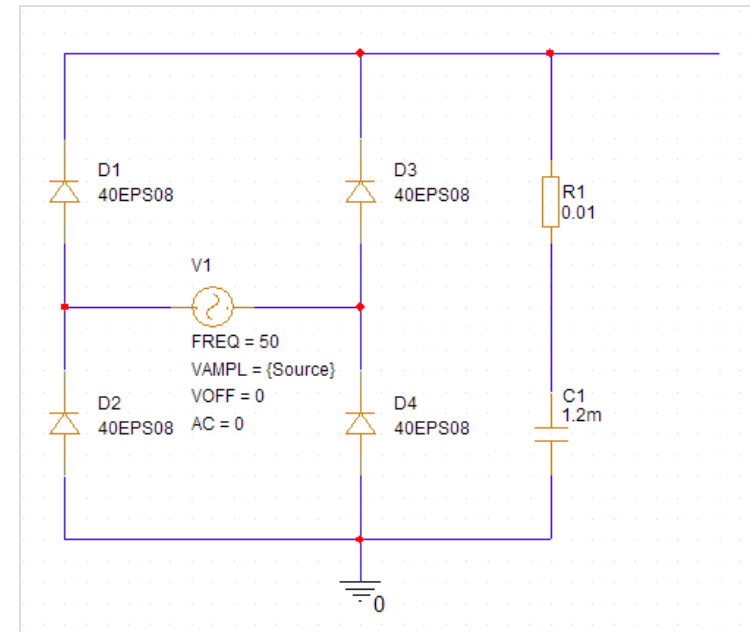 D1
40EPS08
D3
40EPS08
R1
0.01
V1
FREQ = 50
VAMPL = {Source}
VOFF = 0
AC = 0
D2
40EPS08
D4
40EPS08
C1
1.2m
0